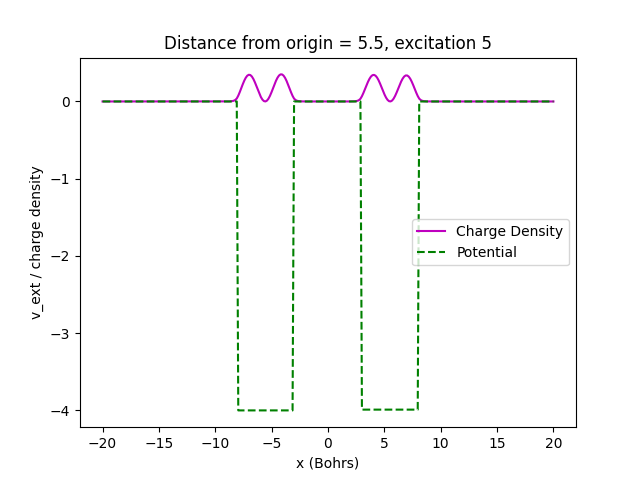 Distance from origin = 5.5, excitation 5
v_ext / charge density
0
−1
−2
−3
−4
Charge Density
Potential
−20 −15 −10 −5 0 5 10 15 20
x (Bohrs)